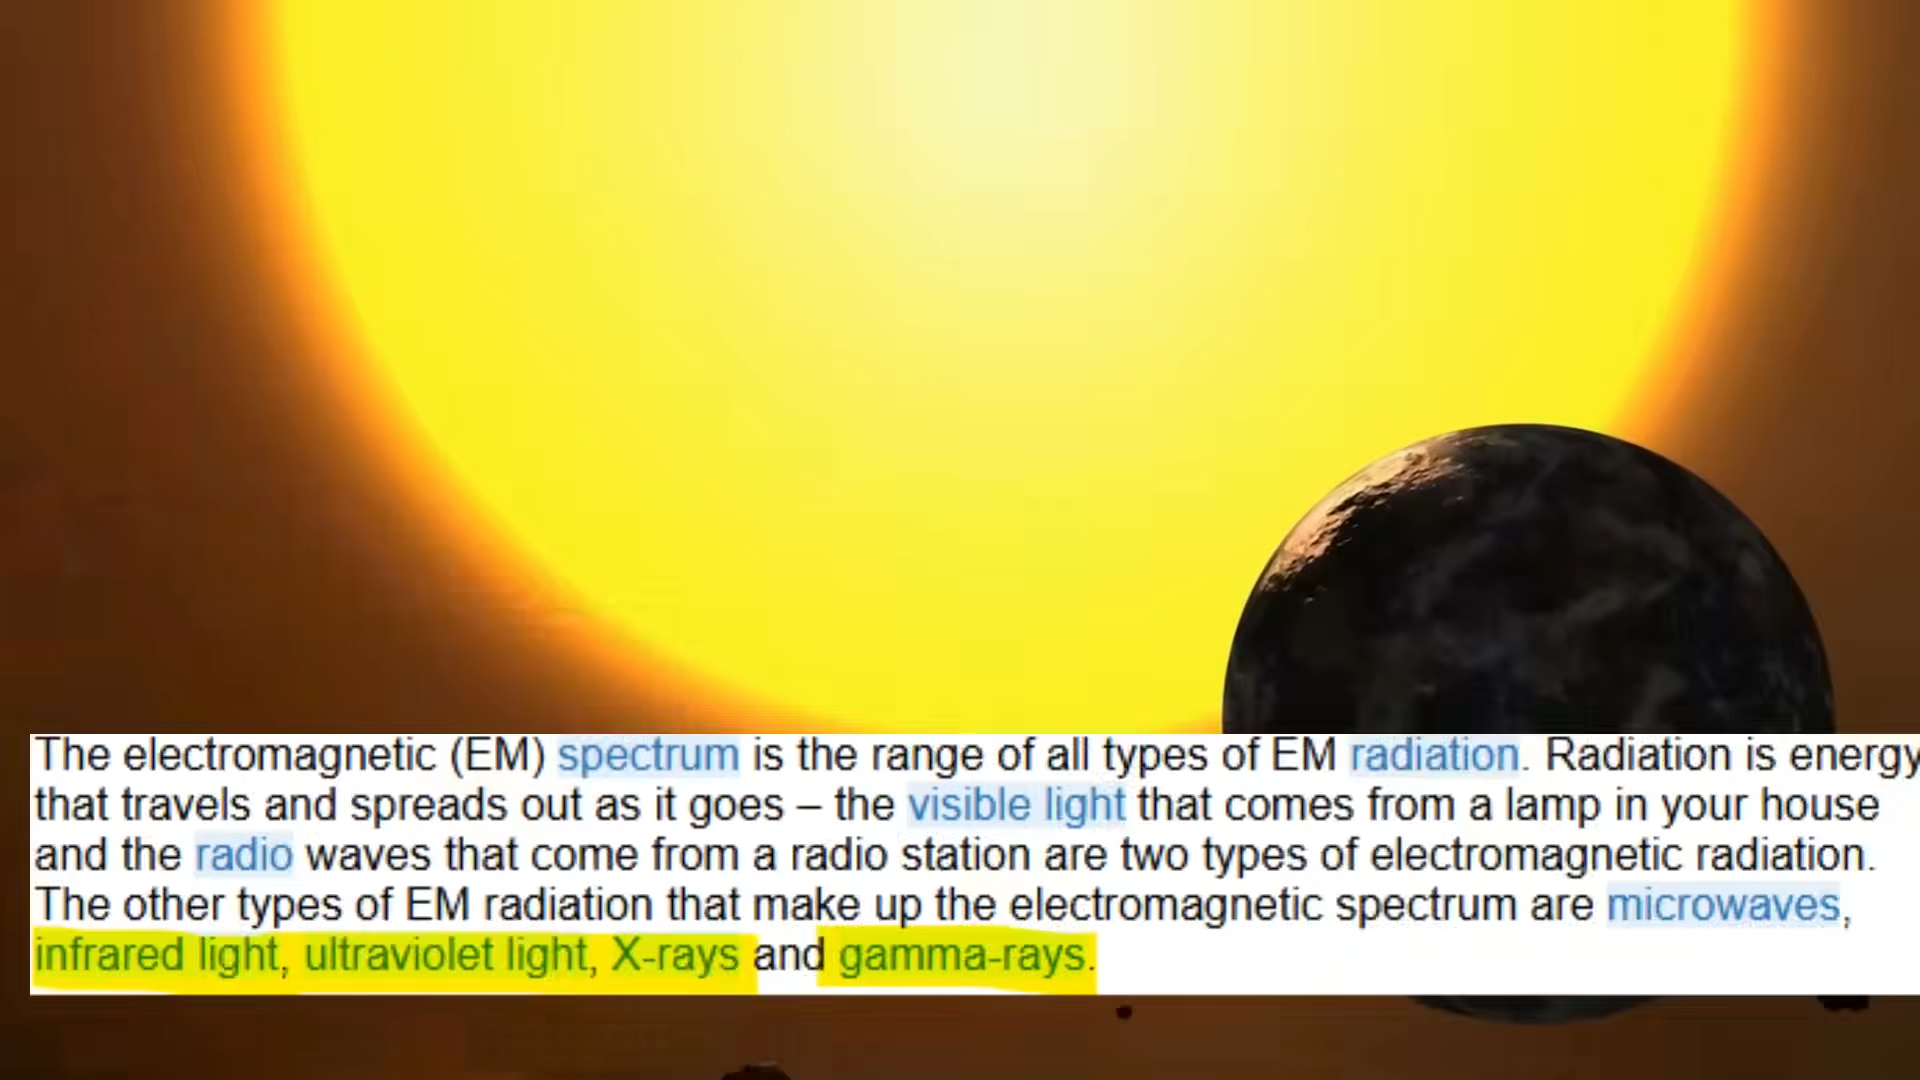 The electromagnetic (EM) spectrum is the range of all types of EM radiation. Radiation is energy
that travels and spreads out as it goes – the visible light that comes from a lamp in your house
and the radio waves that come from a radio station are two types of electromagnetic radiation.
The other types of EM radiation that make up the electromagnetic spectrum are microwaves,
infrared light, ultraviolet light, X-rays and gamma-rays.